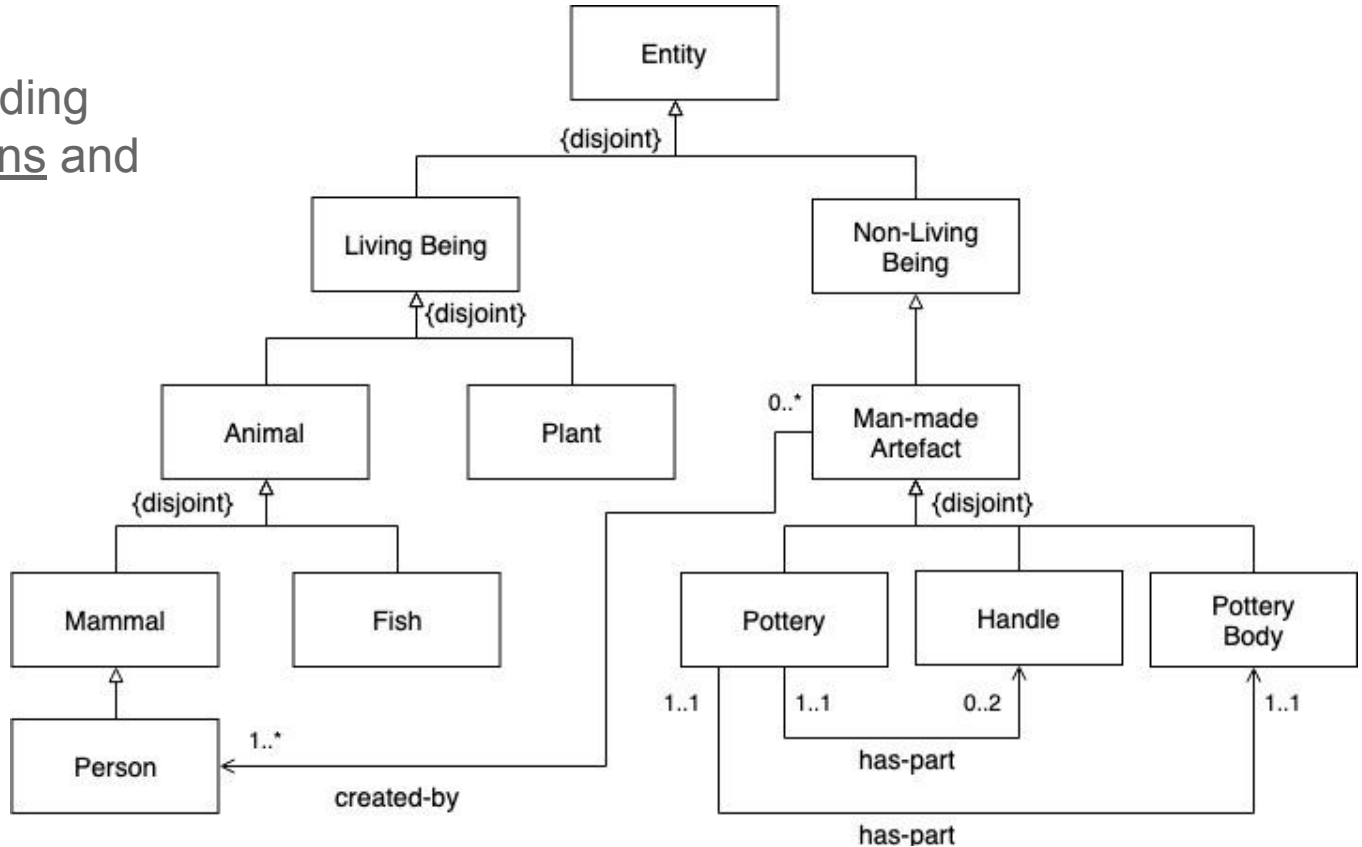 ding
ns and
Entity
{disjoint}
Living Being
Non-Living
Being
{disjoint}
Animal
Plant
0..*
Man-made
Artefact
{disjoint}
{disjoint}
Mammal
Fish
Pottery
Handle
Pottery
Body
1..1
1..1
0..2
1..1
has-part
Person
1..*
created-by
has-part